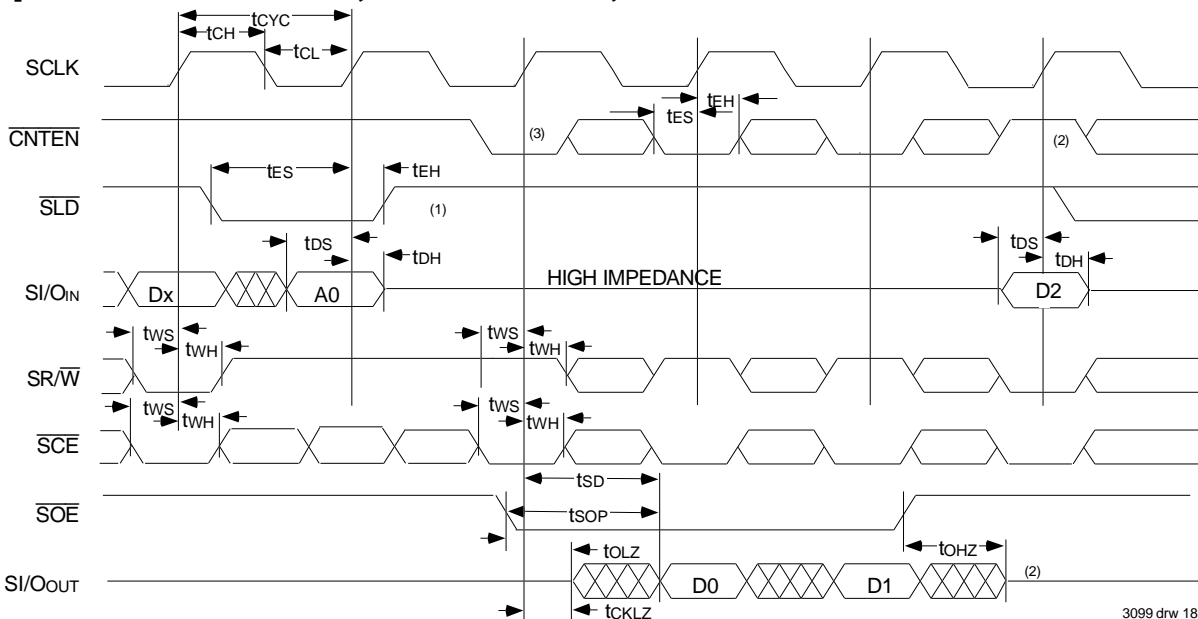 tCYC
tCH
tCL
SCLK
tEH
tES
CNTEN
(3)
(2)
tES
tEH
SLD
(1)
tDS
tDH
tDS
tDH
HIGH IMPEDANCE
SI/OIN
Dx
A0
D2
tWS
tWH
tWS
tWH
SR/W
tWS
tWH
tWS
tWH
SCE
tSD
SOE
tSOP
tOLZ
tOHZ
SI/OOUT
D0
D1
(2)
tCKLZ
3099 drw 18